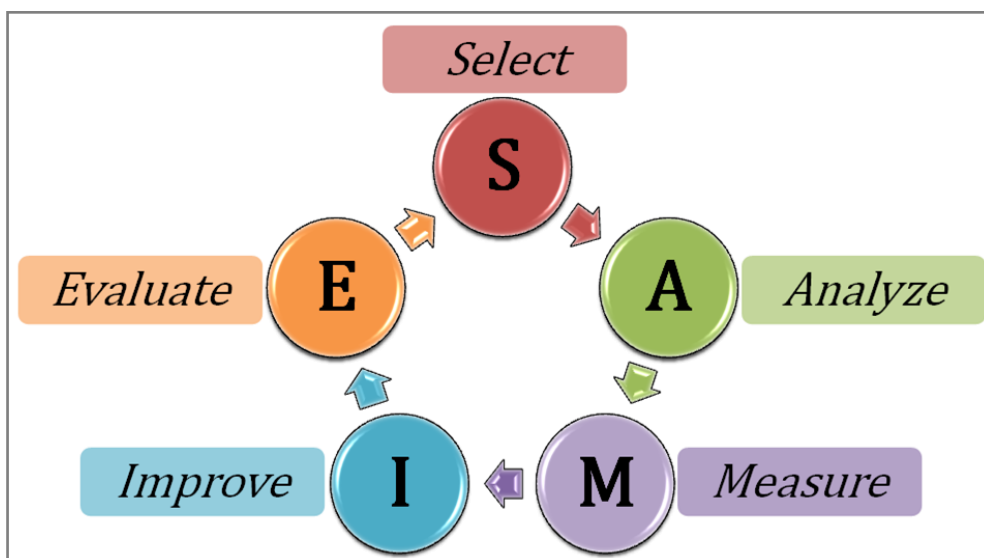 Select
S
A
Analyze
M
Measure
I
Improve
E
Evaluate